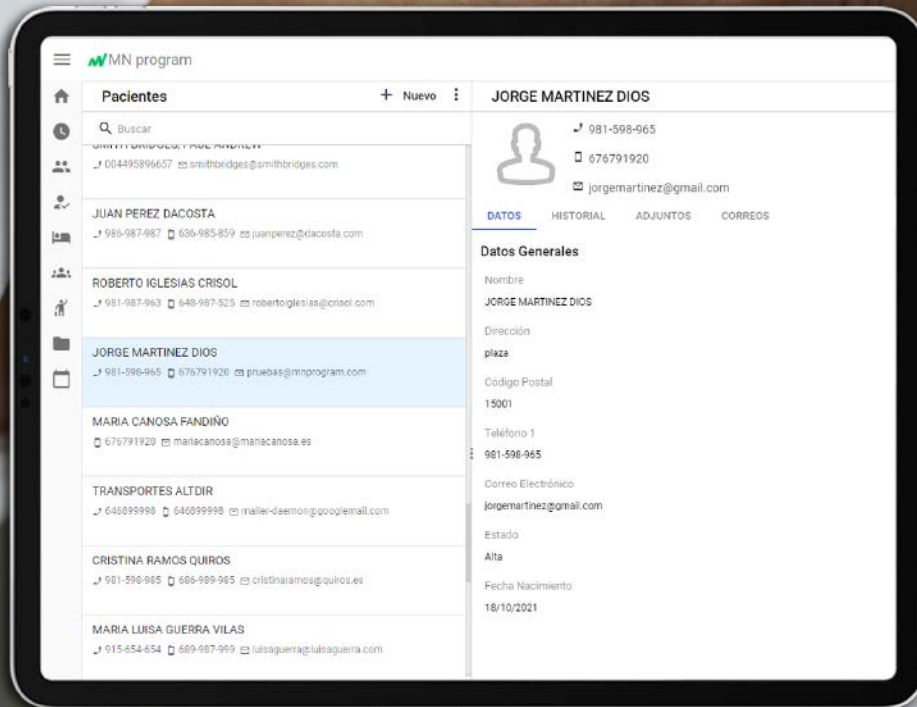 MN program
Pacientes
+ Nuevo
Buscar
SMITH BRIDGES, PAUL ANDREW
004495896657 smithbridges@smithbridges.com
JUAN PEREZ DACOSTA
986-987-987 636-985-859 juanperez@dacosta.com
ROBERTO IGLESIAS CRISOL
981-987-963 648-987-525 robertoiglesias@crisol.com
JORGE MARTINEZ DIOS
981-598-965 676791920 pruebas@mnprogram.com
MARIA CANOSA FANDIÑO
676791920 mariacanosa@mariacanosa.es
TRANSPORTES ALTDIR
646899998 646899998 mailer-daemon@googlemail.com
CRISTINA RAMOS QUIROS
981-598-985 686-989-985 cristinaramos@quiros.es
MARIA LUISA GUERRA VILAS
915-654-654 689-987-999 luisaguerra@luisaguerra.com
JORGE MARTINEZ DIOS
981-598-965
676791920
jorgemartinez@gmail.com
DATOS HISTORIAL ADJUNTOS CORREOS
Datos Generales
Nombre
JORGE MARTINEZ DIOS
Dirección
plaza
Código Postal
15001
Teléfono 1
981-598-965
Correo Electrónico
jorgemartinez@gmail.com
Estado
Alta
Fecha Nacimiento
18/10/2021